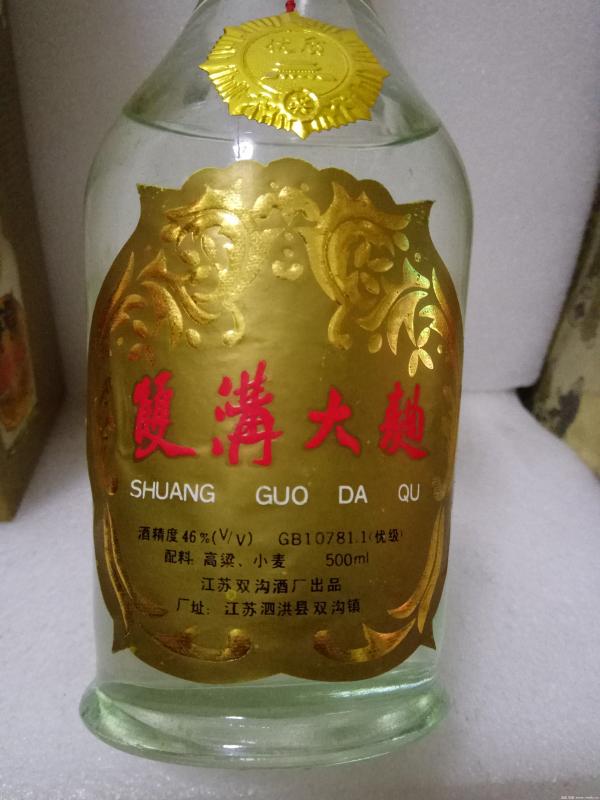 雙溝大麯
SHUANG GUO DA QU
酒精度46%(V/V) GB10781.1(优级)
配料:高粱、小麦 500ml
江苏双沟酒厂出品
厂址:江苏泗洪县双沟镇